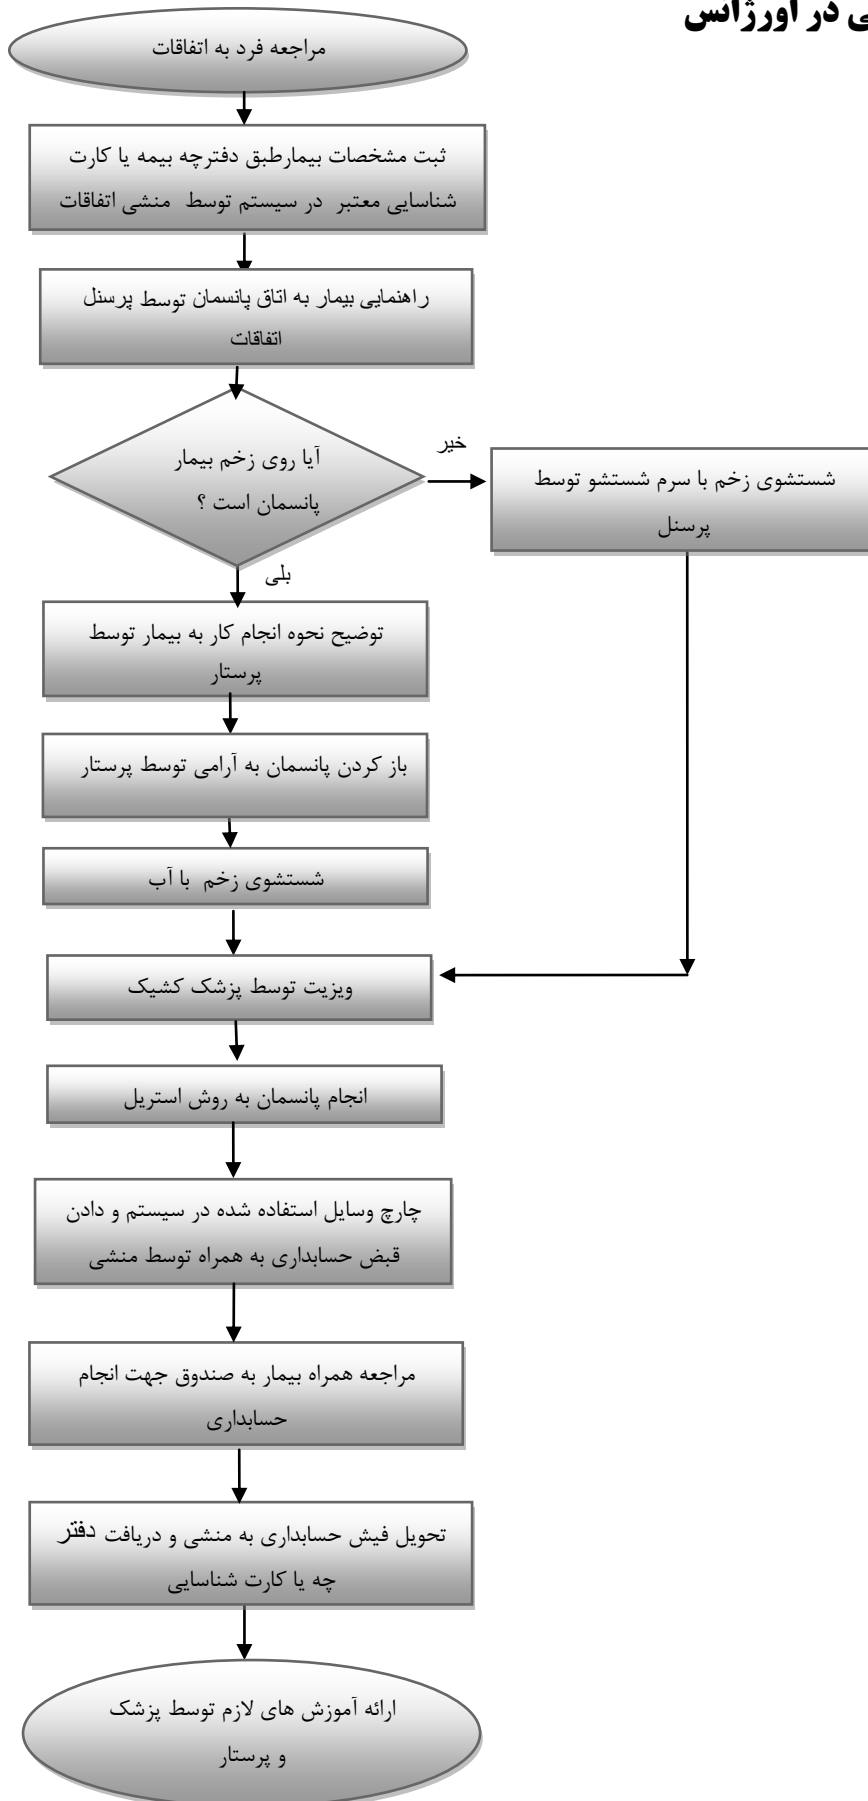 ی در اورژانس
مراجعه فرد به اتفاقات
ثبت مشخصات بیمارطبق دفترچه بیمه یا کارت
شناسایی معتبر در سیستم توسط منشی اتفاقات
راهنمایی بیمار به اتاق پانسمان توسط پرسنل
اتفاقات
آیا روی زخم بیمار
پانسمان است ؟
خیر
شستشوی زخم با سرم شستشو توسط
پرسنل
بلی
توضیح نحوه انجام کار به بیمار توسط
پرستار
باز کردن پانسمان به آرامی توسط پرستار
شستشوی زخم با آب
ویزیت توسط پزشک کشیک
انجام پانسمان به روش استریل
چارچ وسایل استفاده شده در سیستم و دادن
قبض حسابداری به همراه توسط منشی
مراجعه همراه بیمار به صندوق جهت انجام
حسابداری
تحویل فیش حسابداری به منشی و دریافت دفتر
چه یا کارت شناسایی
ارائه آموزش های لازم توسط پزشک
و پرستار